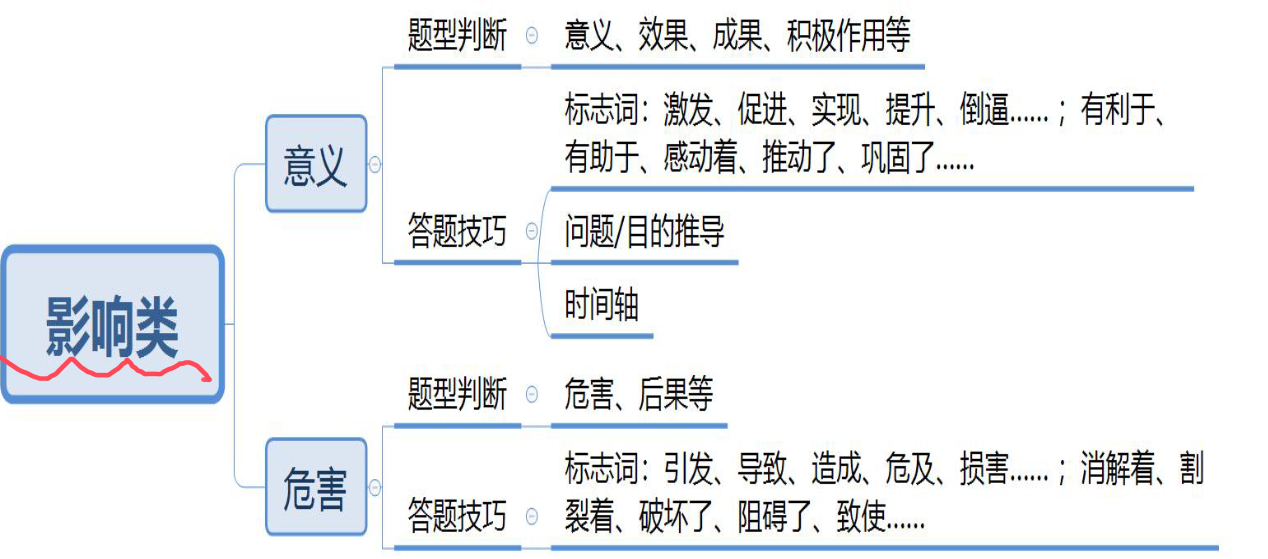 影响类
意义
题型判断
意义、效果、成果、积极作用等
答题技巧
标志词：激发、促进、实现、提升、倒逼……；有利于、
有助于、感动着、推动了、巩固了……
问题/目的推导
时间轴
危害
题型判断
危害、后果等
答题技巧
标志词：引发、导致、造成、危及、损害……；消解着、割
裂着、破坏了、阻碍了、致使……